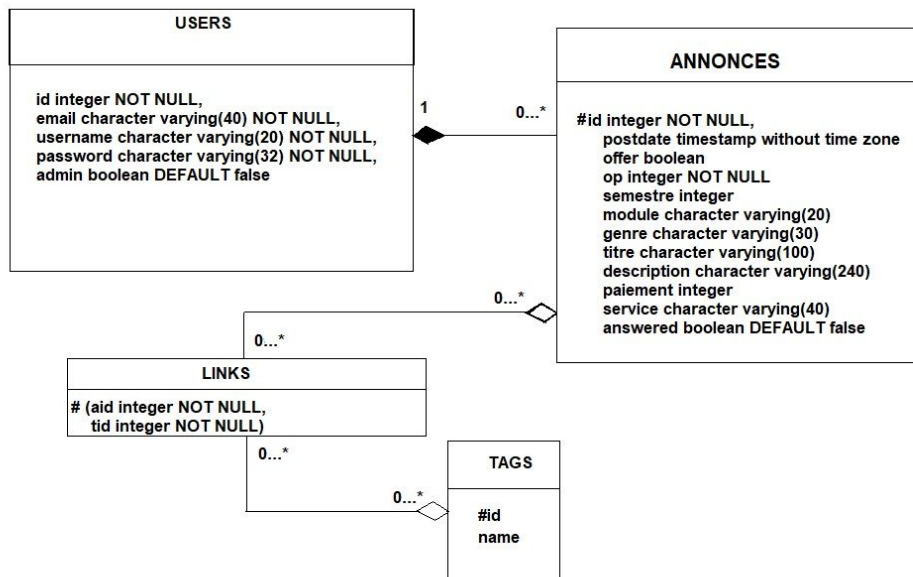 USERS
id integer NOT NULL,
email character varying(40) NOT NULL,
username character varying(20) NOT NULL,
password character varying(32) NOT NULL,
admin boolean DEFAULT false
1
0...*
ANNONCES
#id integer NOT NULL,
postdate timestamp without time zone
offer boolean
op integer NOT NULL
semestre integer
module character varying(20)
genre character varying(30)
titre character varying(100)
description character varying(240)
paiement integer
service character varying(40)
answered boolean DEFAULT false
0...*
0...*
LINKS
# (aid integer NOT NULL,
tid integer NOT NULL)
0...*
0...*
TAGS
#id
name